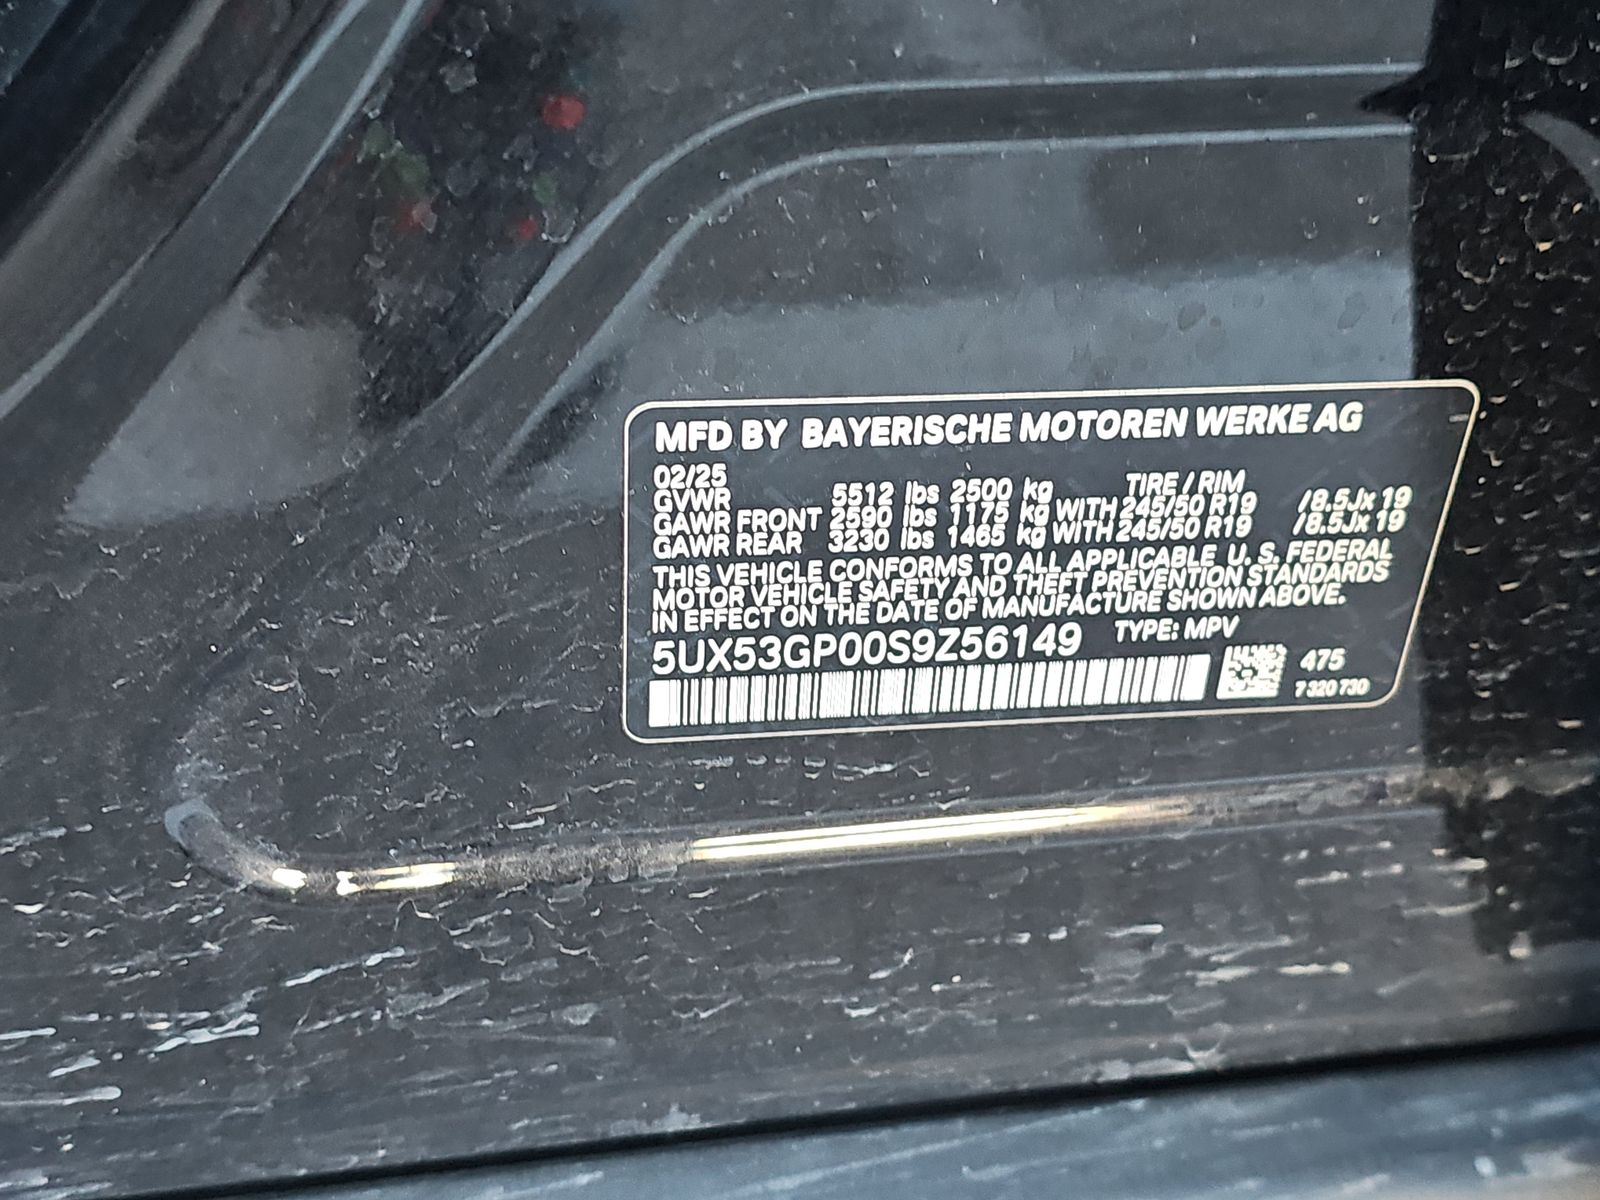 MFD BY BAYERISCHE MOTOREN WERKE AG
02/25 TIRE / RIM
GVWR 5512 lbs 2500 kg
GAWR FRONT 2590 lbs 1175 kg WITH 245/50 R19 /8.5Jx 19
GAWR REAR 3230 lbs 1465 kg WITH 245/50 R19 /8.5Jx 19
THIS VEHICLE CONFORMS TO ALL APPLICABLE U. S. FEDERAL
MOTOR VEHICLE SAFETY AND THEFT PREVENTION STANDARDS
IN EFFECT ON THE DATE OF MANUFACTURE SHOWN ABOVE.
5UX53GP00S9Z56149 TYPE: MPV
475
7 320 730